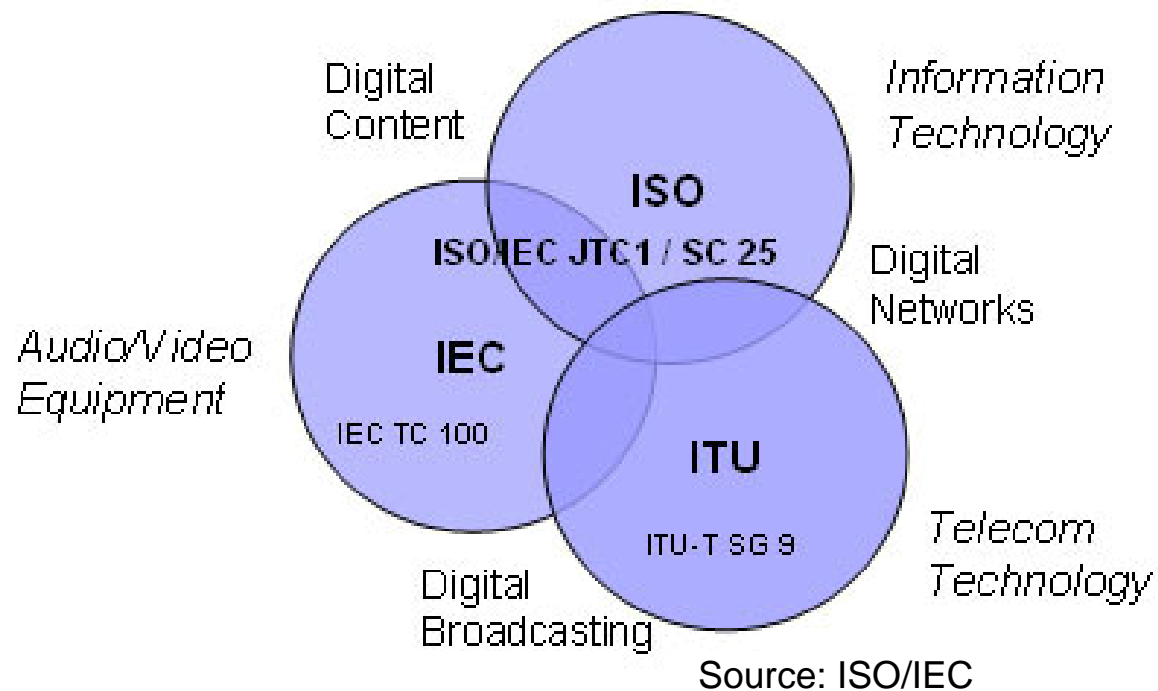 Digital
Content
Information
Technology
ISO
ISO/IEC JTC1 / SC 25
Digital
Networks
Audio/Video
Equipment
IEC
IEC TC 100
ITU
ITU-T SG 9
Telecom
Technology
Digital
Broadcasting
Source: ISO/IEC